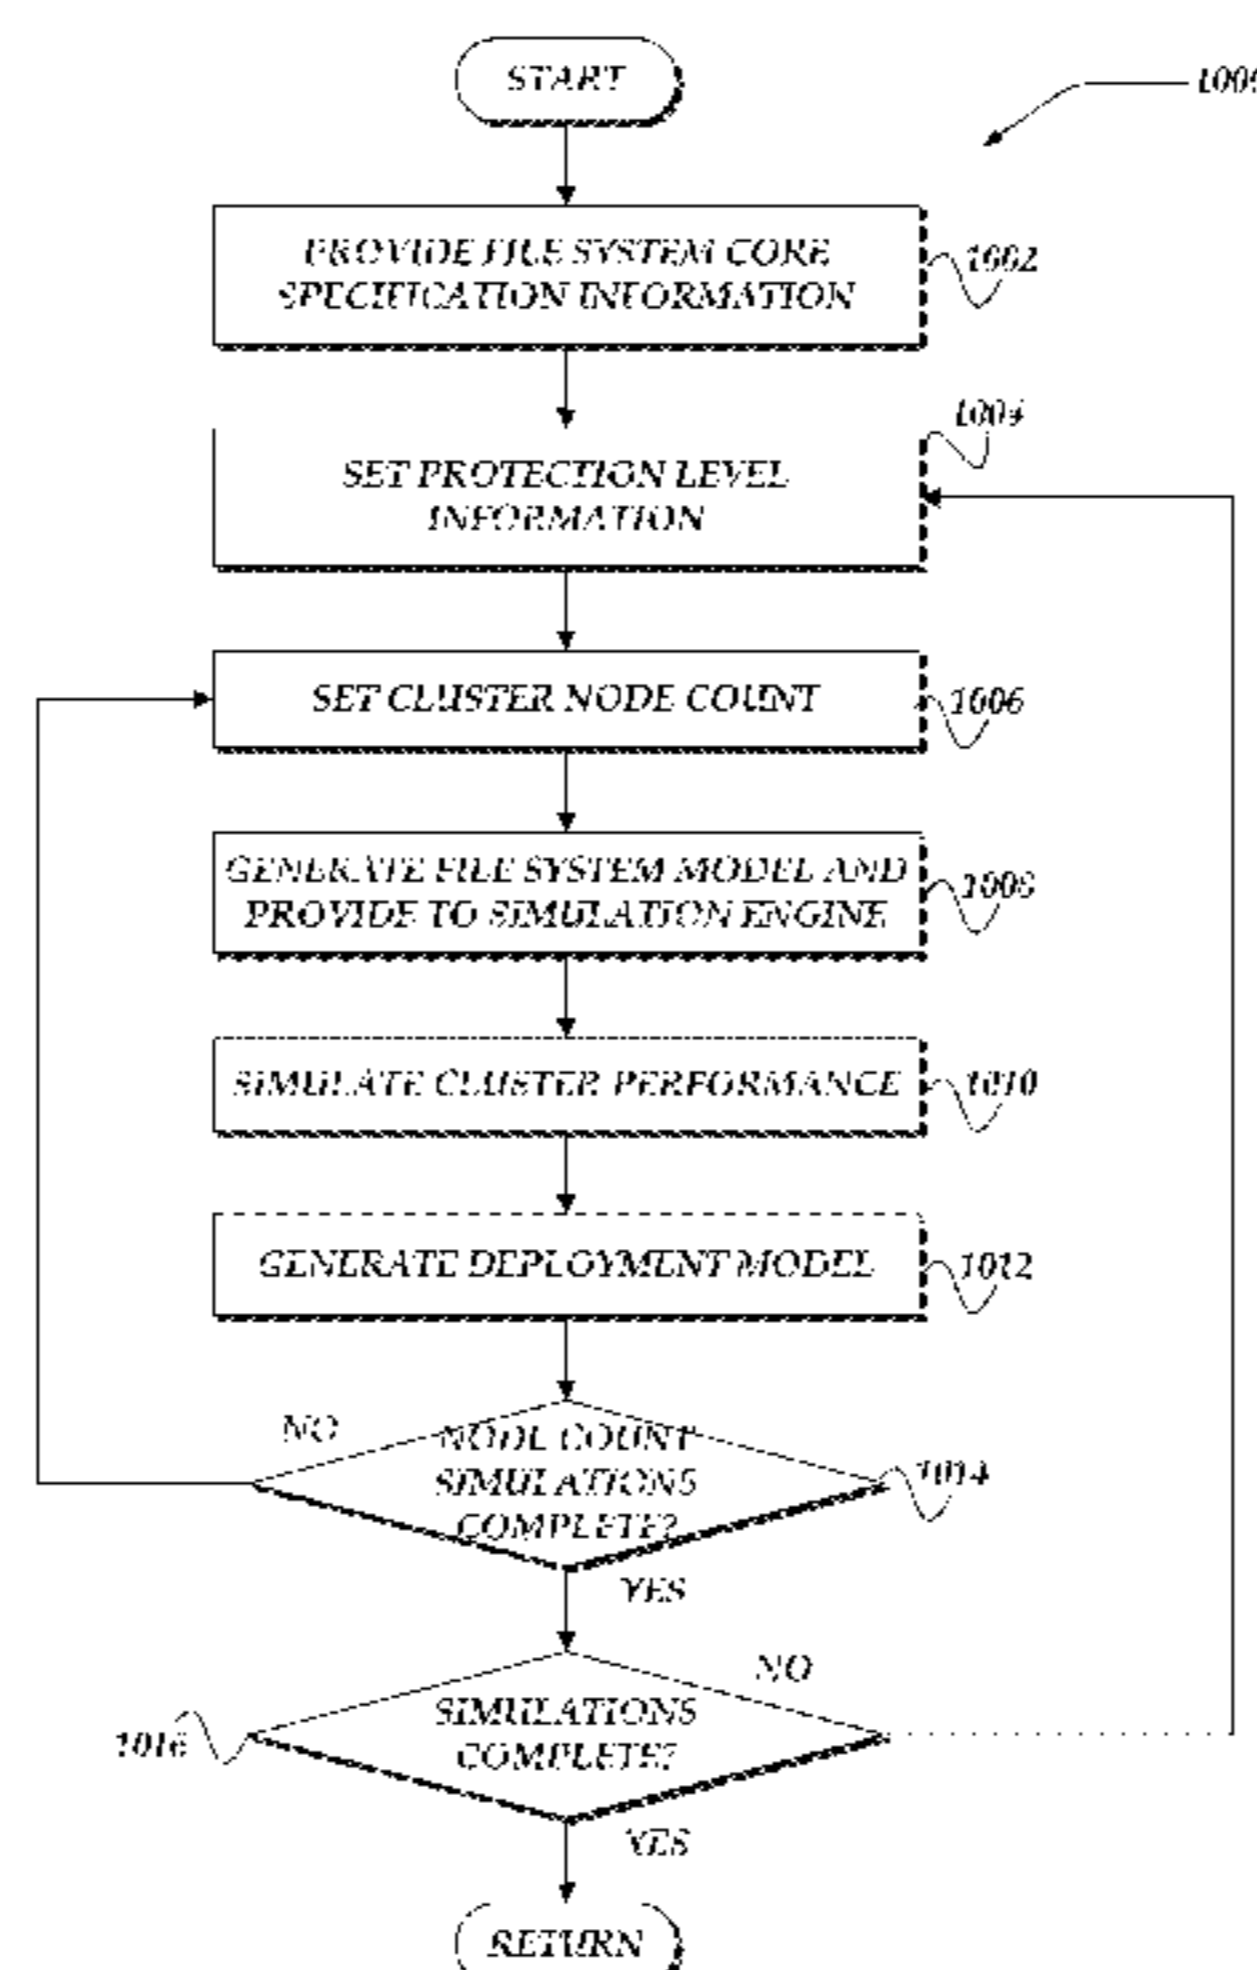 START
PROVIDE FILE SYSTEM CORE
SPECIFICATION INFORMATION
1002
1004
SET PROTECTION LEVEL
INFORMATION
SET CLUSTER NODE COUNT
1006
GENERATE FILE SYSTEM MODEL AND
PROVIDE TO SIMULATION ENGINE
1008
SIMULATE CLUSTER PERFORMANCE
1010
GENERATE DEPLOYMENT MODEL
1012
NO
NODE COUNT
SIMULATIONS
COMPLETE?
1014
YES
NO
SIMULATIONS
COMPLETE?
1016
YES
RETURN